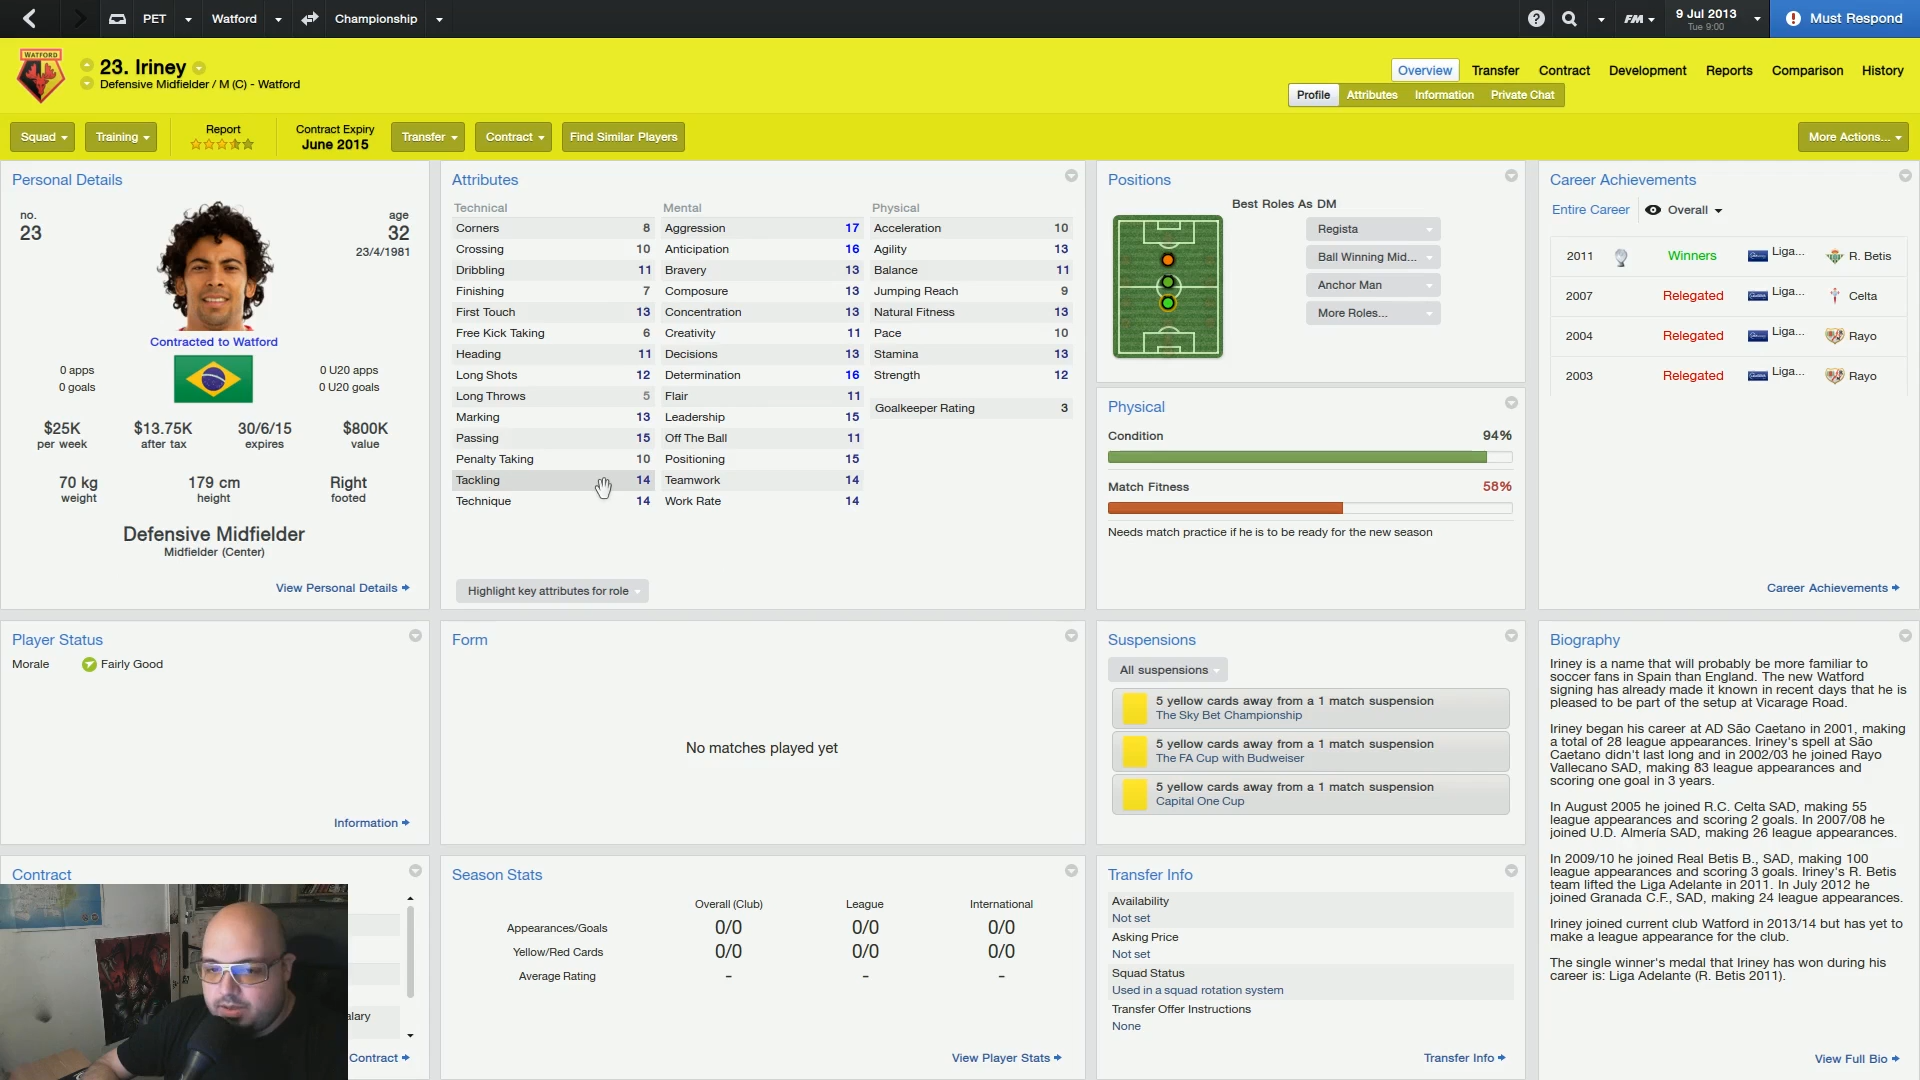 PET
Watford
Championship
9 Jul 2013
Tue 9:00
FM
Must Respond
WATFORD
23. Iriney
Defensive Midfielder / M (C) - Watford
Overview
Transfer
Contract
Development
Reports
Comparison
History
Profile
Attributes
Information
Private Chat
Squad
Training
Report
Contract Expiry
June 2015
Transfer
Contract
Find Similar Players
More Actions...
Personal Details
no.
23
age
32
23/4/1981
Contracted to Watford
0 apps
0 goals
0 U20 apps
0 U20 goals
$25K
per week
$13.75K
after tax
30/6/15
expires
$800K
value
70 kg
weight
179 cm
height
Right
footed
Defensive Midfielder
Midfielder (Center)
View Personal Details
Attributes
Technical
Corners 8
Crossing 10
Dribbling 11
Finishing 7
First Touch 13
Free Kick Taking 6
Heading 11
Long Shots 12
Long Throws 5
Marking 13
Passing 15
Penalty Taking 10
Tackling 14
Technique 14
Mental
Aggression 17
Anticipation 16
Bravery 13
Composure 13
Concentration 13
Creativity 11
Decisions 13
Determination 16
Flair 11
Leadership 15
Off The Ball 11
Positioning 15
Teamwork 14
Work Rate 14
Physical
Acceleration 10
Agility 13
Balance 11
Jumping Reach 9
Natural Fitness 13
Pace 10
Stamina 13
Strength 12
Goalkeeper Rating 3
Highlight key attributes for role
Positions
Best Roles As DM
Regista
Ball Winning Mid...
Anchor Man
More Roles...
Physical
Condition 94%
Match Fitness 58%
Needs match practice if he is to be ready for the new season
Career Achievements
Entire Career
Overall
2011 Winners Liga... R. Betis
2007 Relegated Liga... Celta
2004 Relegated Liga... Rayo
2003 Relegated Liga... Rayo
Career Achievements
Player Status
Morale Fairly Good
Information
Form
No matches played yet
Suspensions
All suspensions
5 yellow cards away from a 1 match suspension
The Sky Bet Championship
5 yellow cards away from a 1 match suspension
The FA Cup with Budweiser
5 yellow cards away from a 1 match suspension
Capital One Cup
Biography
Iriney is a name that will probably be more familiar to
soccer fans in Spain than England. The new Watford
signing has already made it known in recent days that he is
pleased to be part of the setup at Vicarage Road.
Iriney began his career at AD São Caetano in 2001, making
a total of 28 league appearances. Iriney's spell at São
Caetano didn't last long and in 2002/03 he joined Rayo
Vallecano SAD, making 83 league appearances and
scoring one goal in 3 years.
In August 2005 he joined R.C. Celta SAD, making 55
league appearances and scoring 2 goals. In 2007/08 he
joined U.D. Almería SAD, making 26 league appearances.
In 2009/10 he joined Real Betis B., SAD, making 100
league appearances and scoring 3 goals. Iriney's R. Betis
team lifted the Liga Adelante in 2011. In July 2012 he
joined Granada C.F., SAD, making 24 league appearances.
Iriney joined current club Watford in 2013/14 but has yet to
make a league appearance for the club.
The single winner's medal that Iriney has won during his
career is: Liga Adelante (R. Betis 2011).
View Full Bio
Contract
alary
Contract
Season Stats
Overall (Club) League International
Appearances/Goals 0/0 0/0 0/0
Yellow/Red Cards 0/0 0/0 0/0
Average Rating - - -
View Player Stats
Transfer Info
Availability
Not set
Asking Price
Not set
Squad Status
Used in a squad rotation system
Transfer Offer Instructions
None
Transfer Info